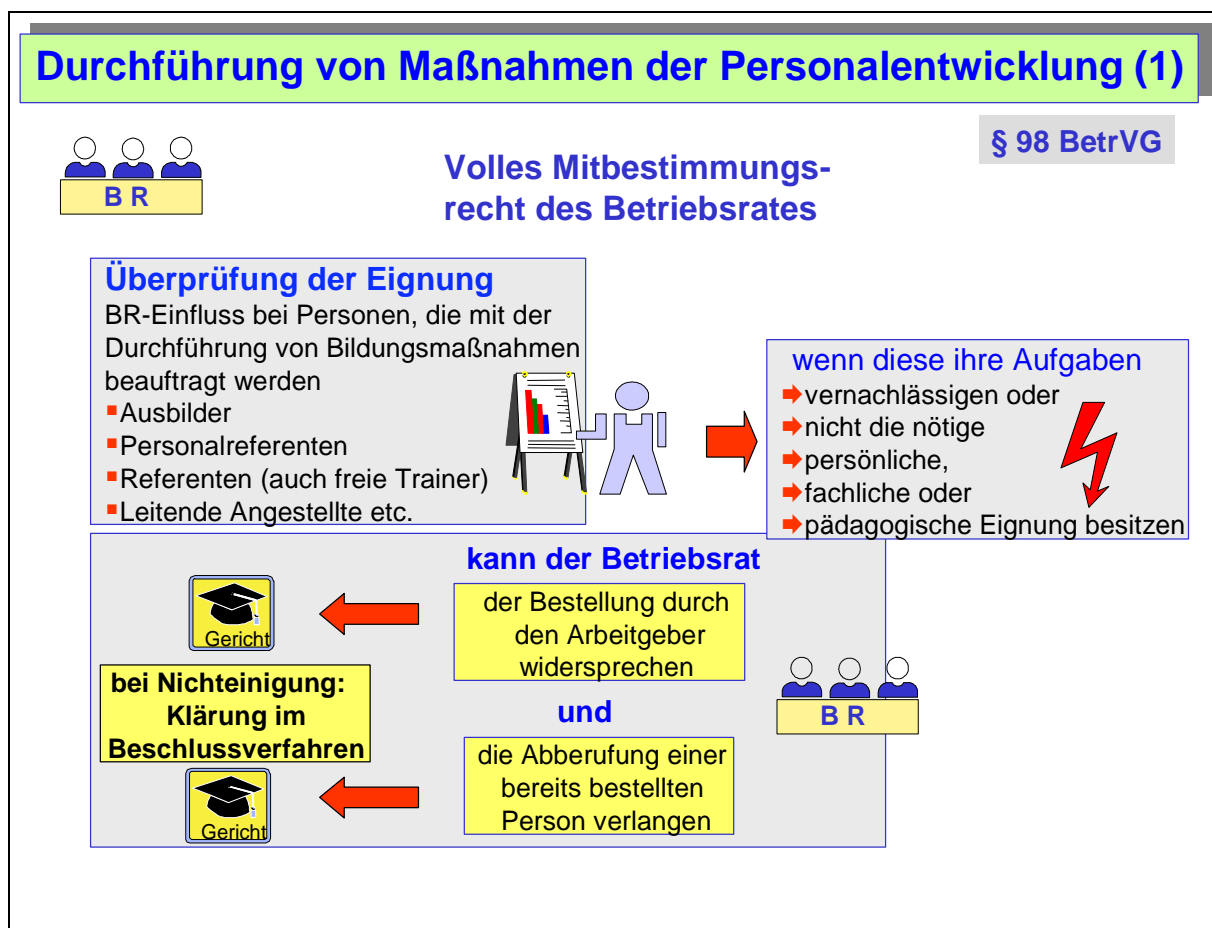 Durchführung von Maßnahmen der Personalentwicklung (1)
§ 98 BetrVG
B R
Volles Mitbestimmungs-
recht des Betriebsrates
Überprüfung der Eignung
BR-Einfluss bei Personen, die mit der
Durchführung von Bildungsmaßnahmen
beauftragt werden
Ausbilder
Personalreferenten
Referenten (auch freie Trainer)
Leitende Angestellte etc.
wenn diese ihre Aufgaben
vernachlässigen oder
nicht die nötige
persönliche,
fachliche oder
pädagogische Eignung besitzen
kann der Betriebsrat
der Bestellung durch
den Arbeitgeber
widersprechen
Gericht
bei Nichteinigung:
Klärung im
Beschlussverfahren
und
B R
die Abberufung einer
bereits bestellten
Person verlangen
Gericht